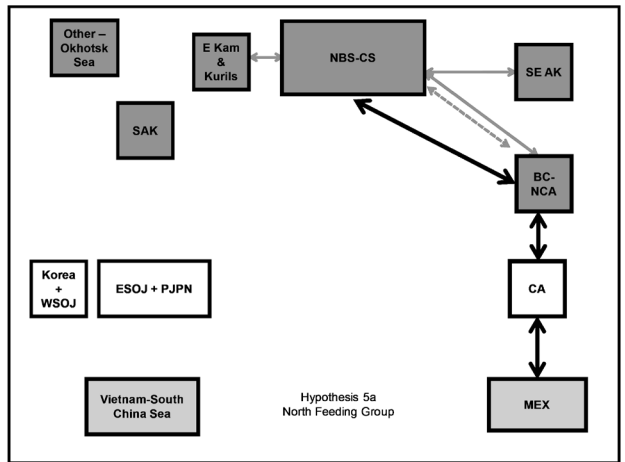 Other –
Okhotsk
Sea
E Kam
&
Kurils
NBS-CS
SE AK
SAK
BC-
NCA
Korea
+
WSOJ
ESOJ + PJPN
CA
Vietnam-South
China Sea
Hypothesis 5a
North Feeding Group
MEX